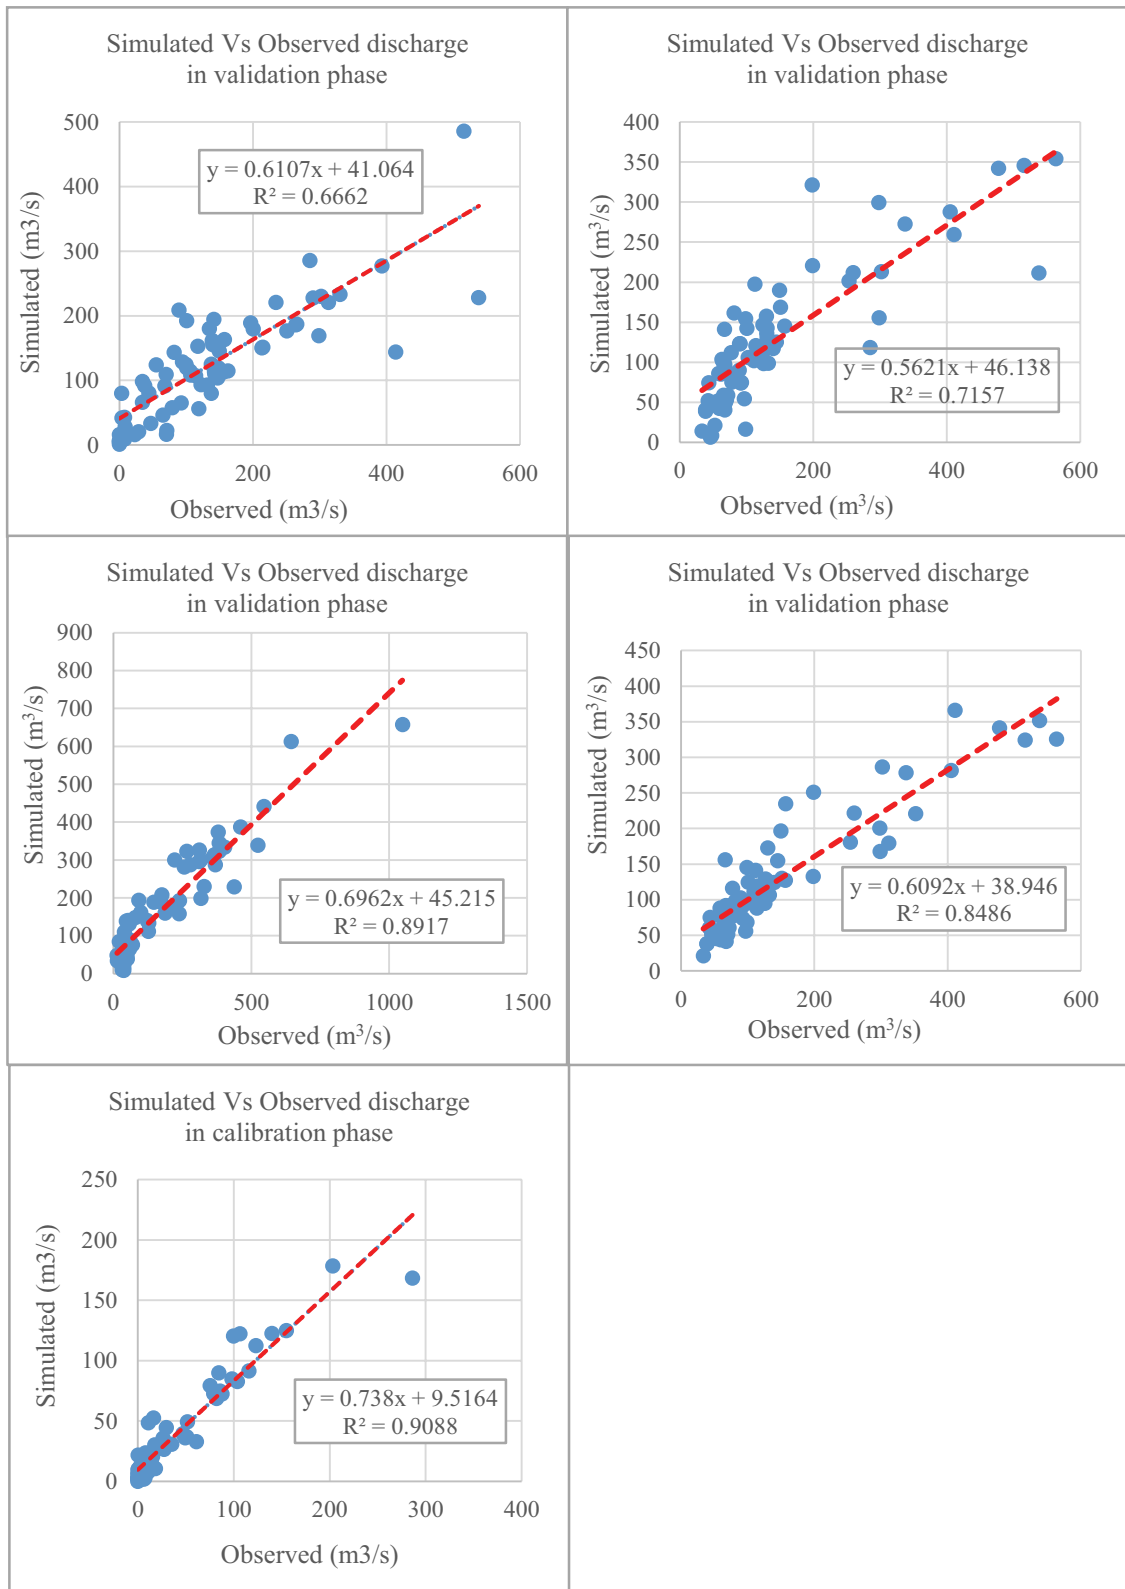 Simulated Vs Observed discharge
in validation phase
500
400
300
200
100
0
0 200 400 600
Simulated (m3/s)
Observed (m3/s)
y = 0.6107x + 41.064
R² = 0.6662
Simulated Vs Observed discharge
in validation phase
400
350
300
250
200
150
100
50
0
0 200 400 600
Simulated (m³/s)
Observed (m³/s)
y = 0.5621x + 46.138
R² = 0.7157
Simulated Vs Observed discharge
in validation phase
900
800
700
600
500
400
300
200
100
0
0 500 1000 1500
Simulated (m³/s)
Observed (m³/s)
y = 0.6962x + 45.215
R² = 0.8917
Simulated Vs Observed discharge
in validation phase
450
400
350
300
250
200
150
100
50
0
0 200 400 600
Simulated (m³/s)
Observed (m³/s)
y = 0.6092x + 38.946
R² = 0.8486
Simulated Vs Observed discharge
in calibration phase
250
200
150
100
50
0
0 100 200 300 400
Simulated (m3/s)
Observed (m3/s)
y = 0.738x + 9.5164
R² = 0.9088